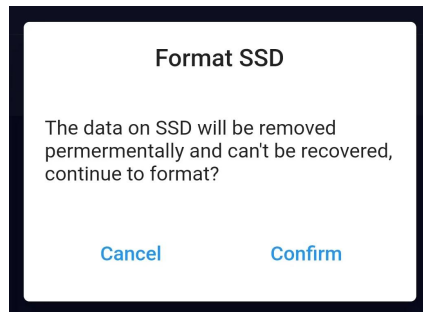 Format SSD
The data on SSD will be removed
permermentally and can't be recovered,
continue to format?
Cancel
Confirm